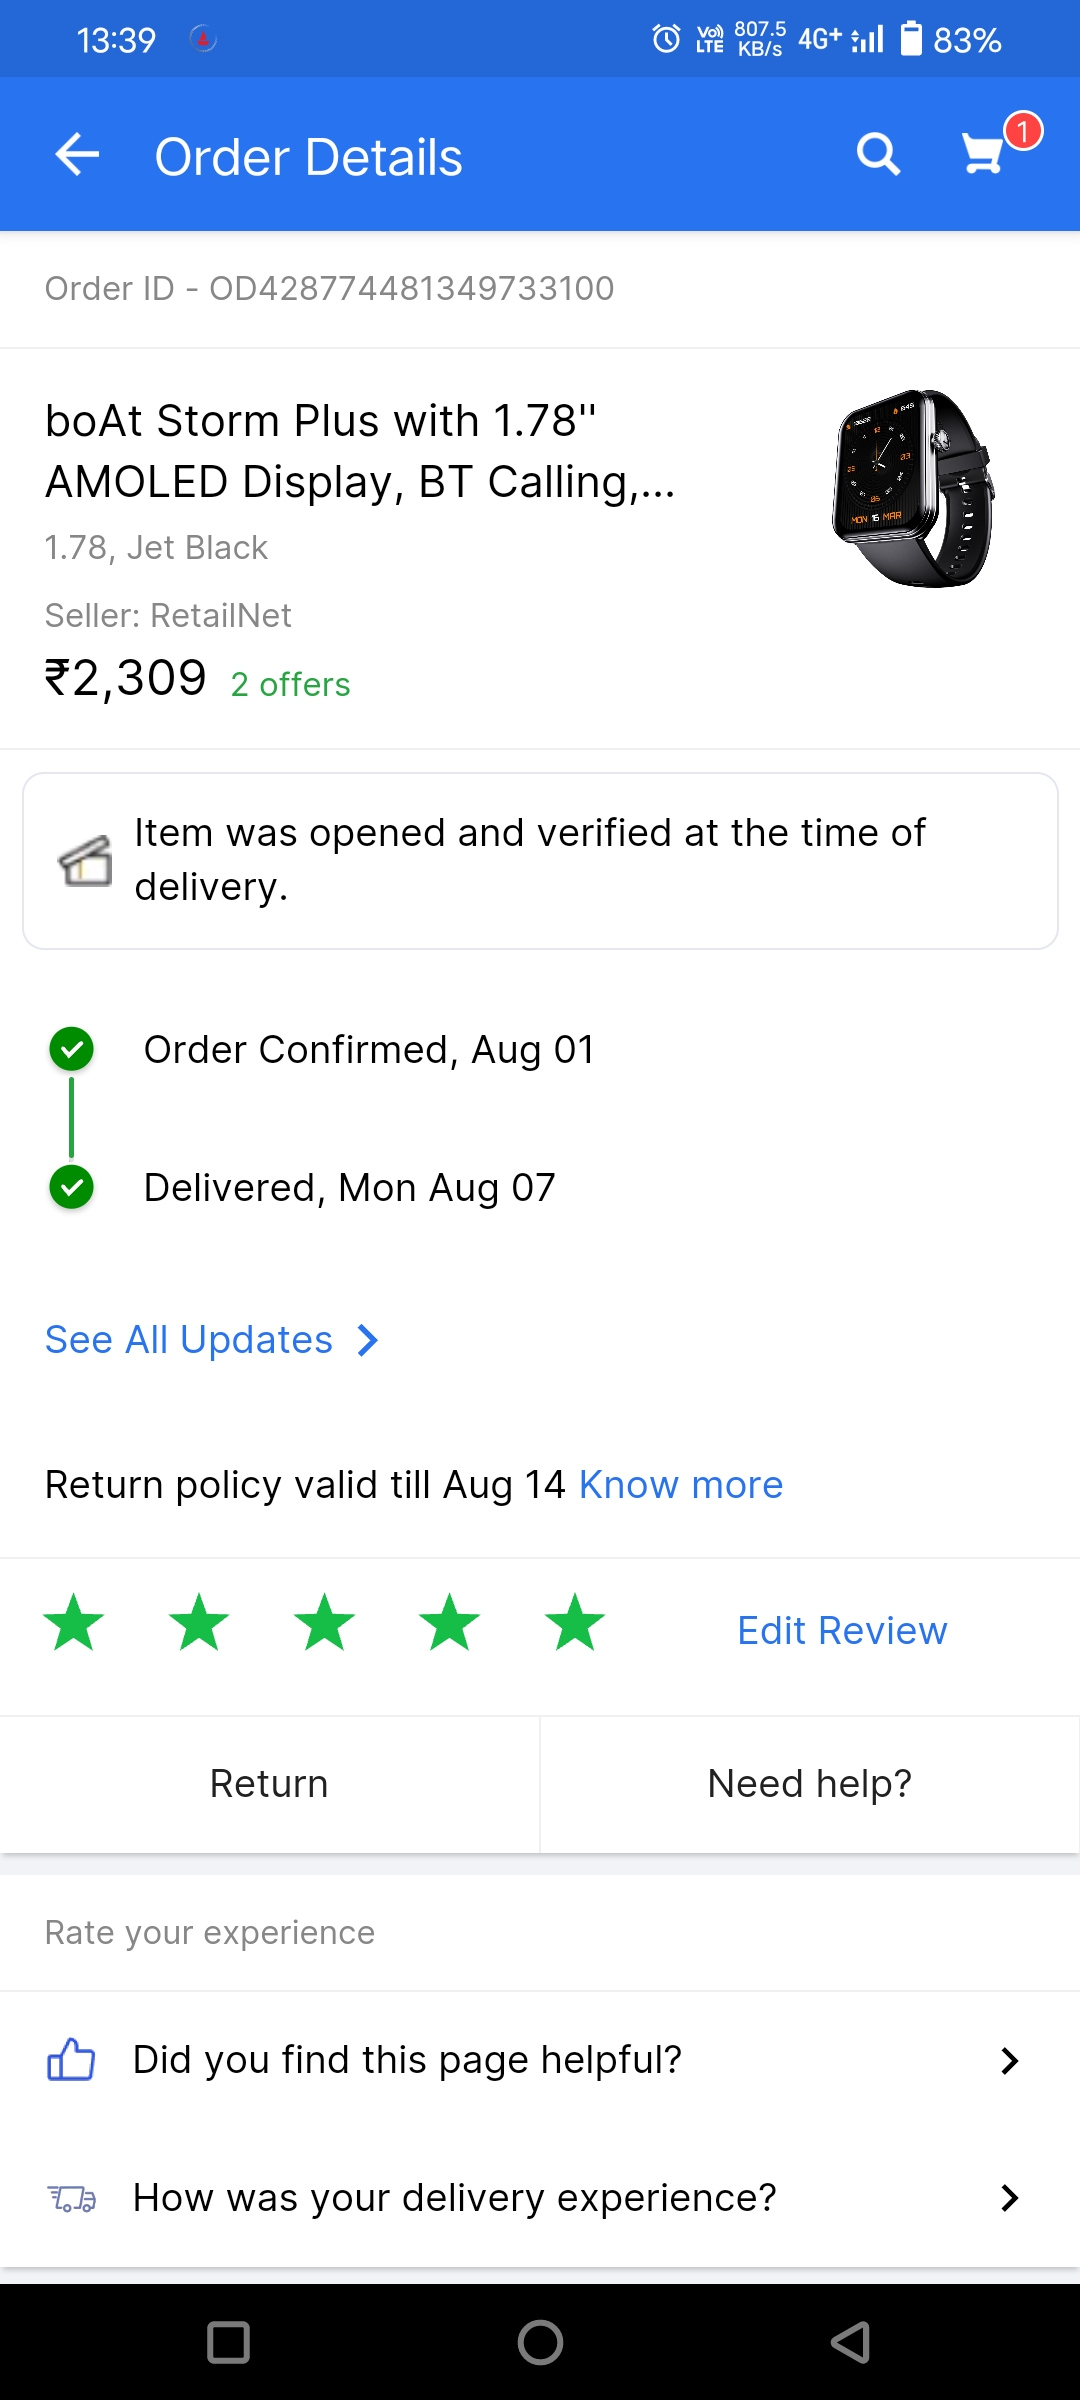 13:39
Vo) LTE 807.5 KB/s 4G+ 83%
Order Details
1
Order ID - OD428774481349733100
boAt Storm Plus with 1.78"
AMOLED Display, BT Calling,...
1.78, Jet Black
Seller: RetailNet
₹2,309 2 offers
Item was opened and verified at the time of
delivery.
Order Confirmed, Aug 01
Delivered, Mon Aug 07
See All Updates
Return policy valid till Aug 14 Know more
Edit Review
Return
Need help?
Rate your experience
Did you find this page helpful?
How was your delivery experience?